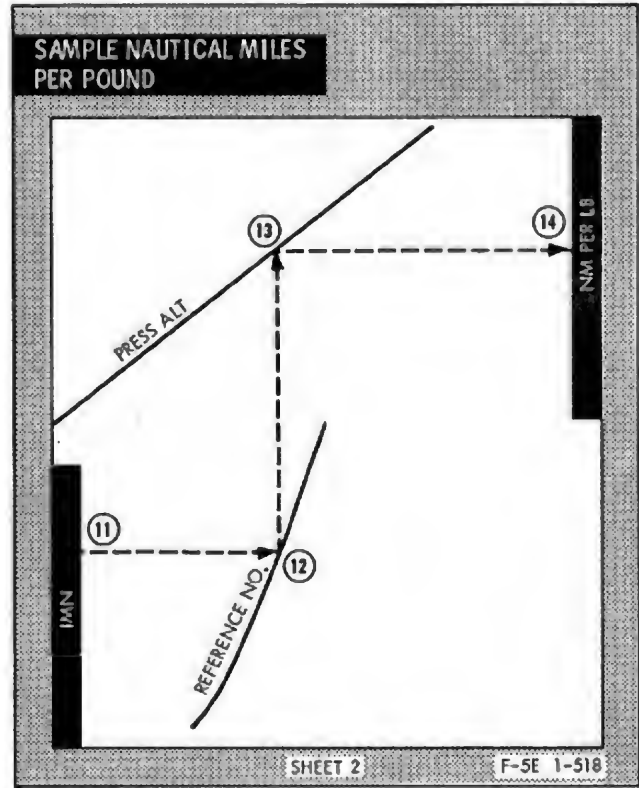 SAMPLE NAUTICAL MILES
PER POUND
13
14
NM PER LB
PRESS ALT
11
12
IMN
REFERENCE NO.
SHEET 2
F-5E 1-518